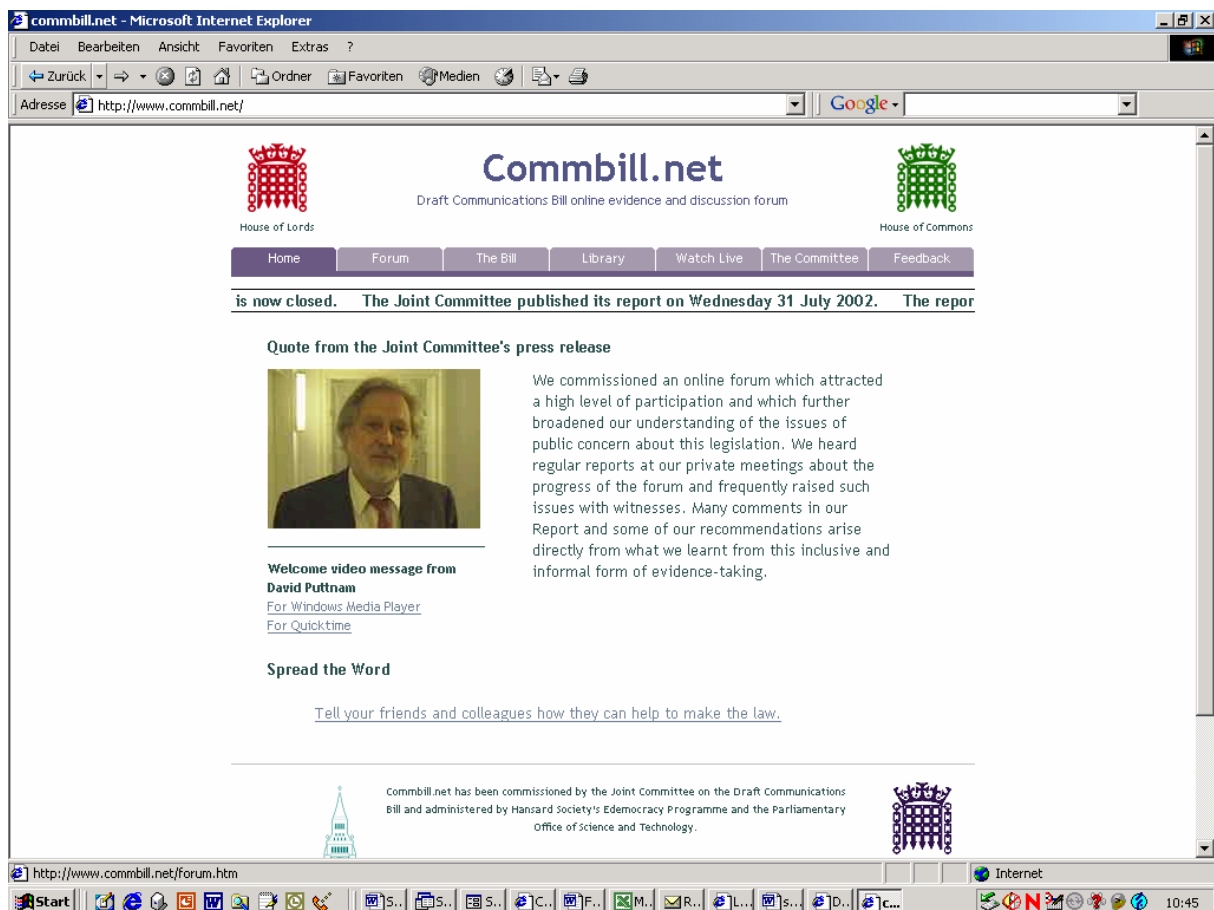 commbill.net - Microsoft Internet Explorer
Datei Bearbeiten Ansicht Favoriten Extras ?
Zurück Ordner Favoriten Medien
Adresse http://www.commbill.net/ Google
Commbill.net
Draft Communications Bill online evidence and discussion forum
House of Lords House of Commons
Home Forum The Bill Library Watch Live The Committee Feedback
is now closed. The Joint Committee published its report on Wednesday 31 July 2002. The repor
Quote from the Joint Committee's press release
We commissioned an online forum which attracted
a high level of participation and which further
broadened our understanding of the issues of
public concern about this legislation. We heard
regular reports at our private meetings about the
progress of the forum and frequently raised such
issues with witnesses. Many comments in our
Report and some of our recommendations arise
directly from what we learnt from this inclusive and
informal form of evidence-taking.
Welcome video message from
David Puttnam
For Windows Media Player
For Quicktime
Spread the Word
Tell your friends and colleagues how they can help to make the law.
Commbill.net has been commissioned by the Joint Committee on the Draft Communications
Bill and administered by Hansard Society's Edemocracy Programme and the Parliamentary
Office of Science and Technology.
http://www.commbill.net/forum.htm Internet
Start S.. S.. S.. C.. F.. M.. R.. L.. s... D.. c... 10:45